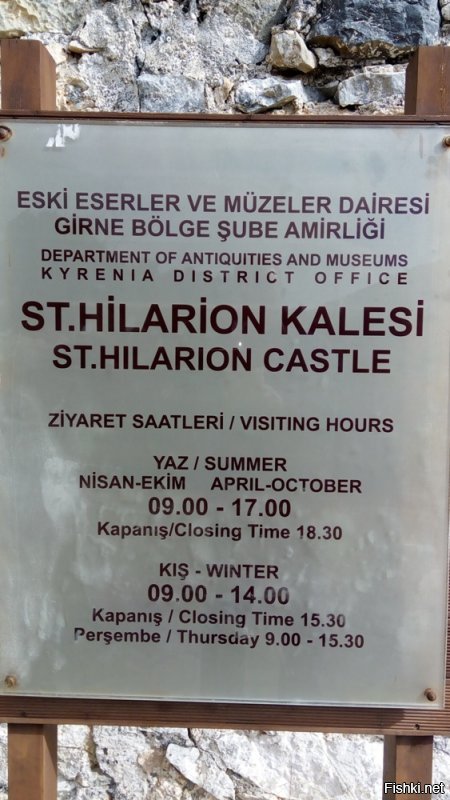 ESKİ ESERLER VE MÜZELER DAİRESİ
GİRNE BÖLGE ŞUBE AMİRLİĞİ
DEPARTMENT OF ANTIQUITIES AND MUSEUMS
KYRENIA DISTRICT OFFICE
ST.HİLARİON KALESİ
ST.HILARION CASTLE
ZİYARET SAATLERİ / VISITING HOURS
YAZ / SUMMER
NİSAN-EKİM APRIL-OCTOBER
09.00 - 17.00
Kapanış/Closing Time 18.30
KIŞ - WINTER
09.00 - 14.00
Kapanış / Closing Time 15.30
Perşembe / Thursday 9.00 - 15.30
Fishki.net